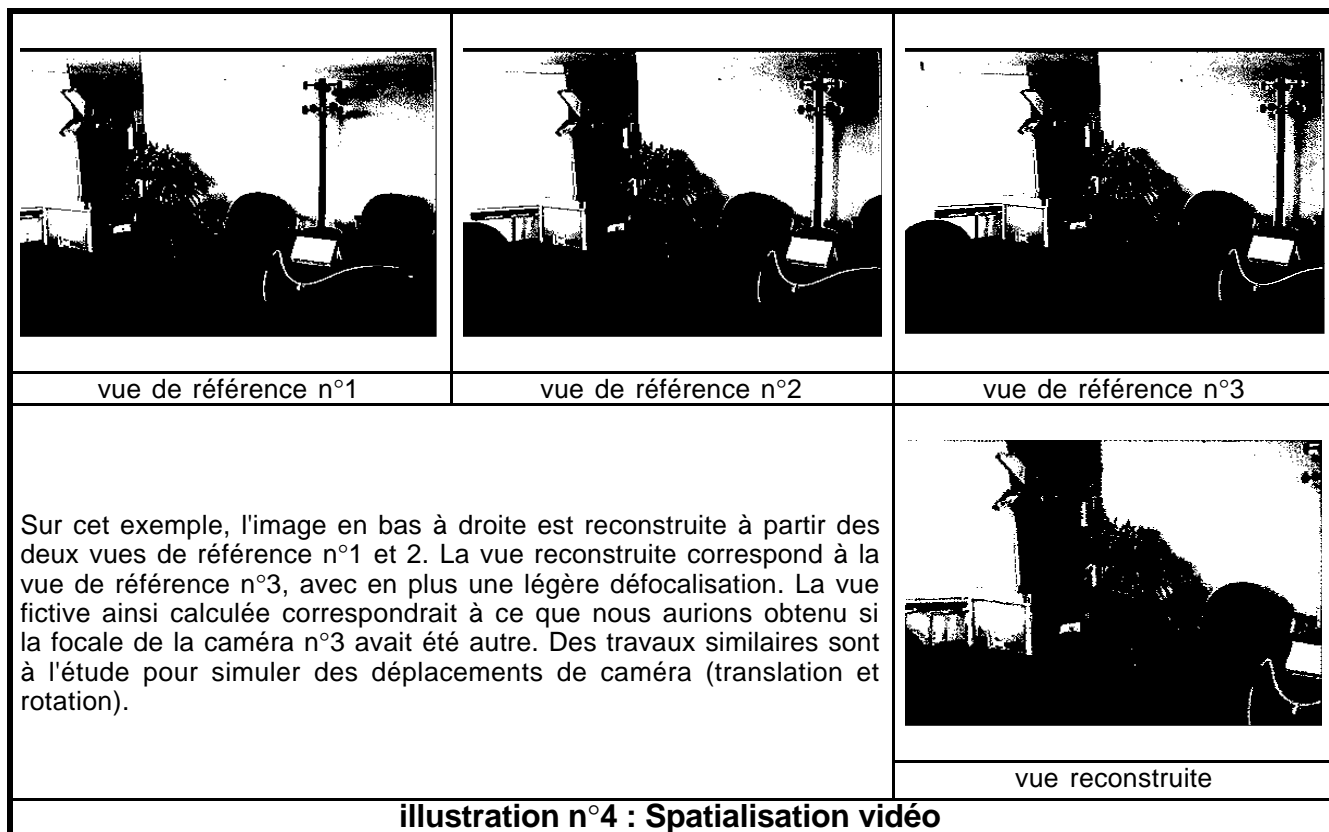 vue de référence n°1
vue de référence n°2
vue de référence n°3
Sur cet exemple, l'image en bas à droite est reconstruite à partir des
deux vues de référence n°1 et 2. La vue reconstruite correspond à la
vue de référence n°3, avec en plus une légère défocalisation. La vue
fictive ainsi calculée correspondrait à ce que nous aurions obtenu si
la focale de la caméra n°3 avait été autre. Des travaux similaires sont
à l'étude pour simuler des déplacements de caméra (translation et
rotation).
vue reconstruite
illustration n°4 : Spatialisation vidéo